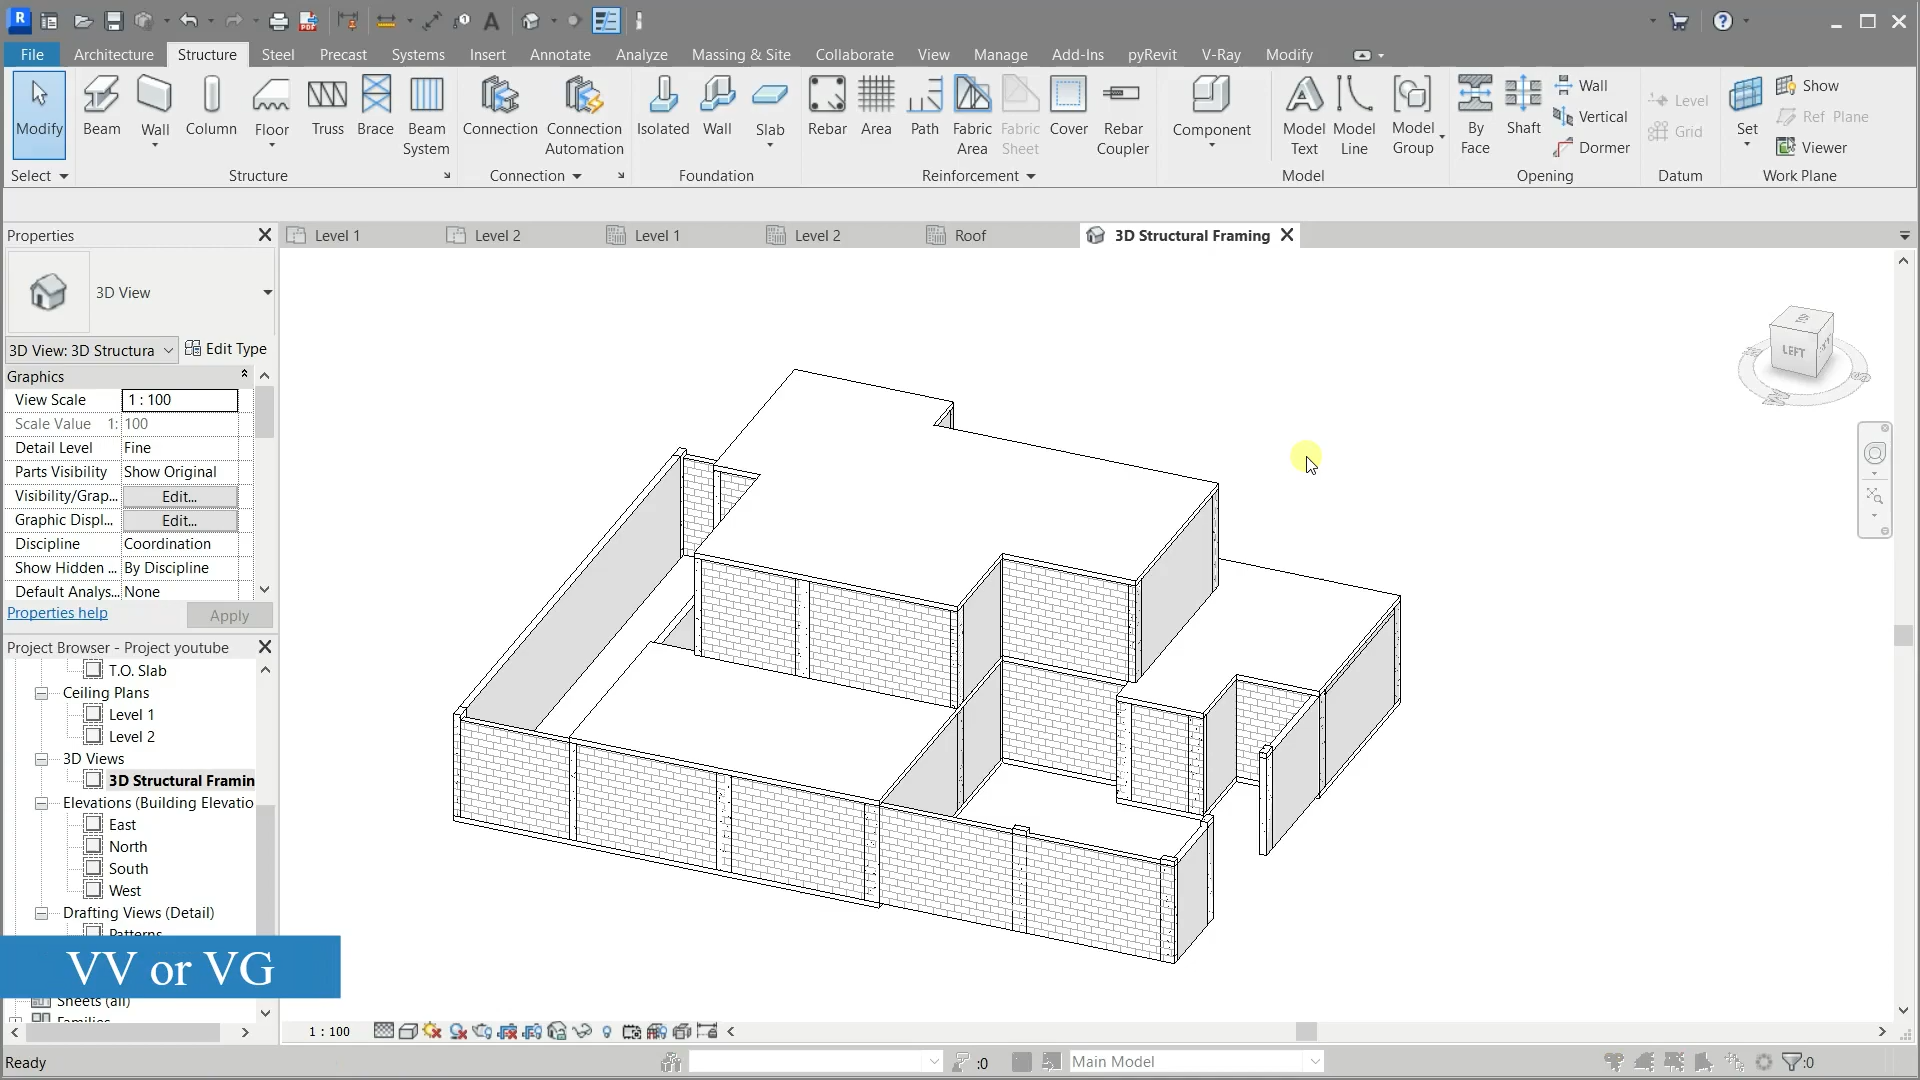 File
Architecture
Structure
Steel
Precast
Systems
Insert
Annotate
Analyze
Massing & Site
Collaborate
View
Manage
Add-Ins
pyRevit
V-Ray
Modify
Modify
Beam
Wall
Column
Floor
Truss
Brace
Beam System
Connection
Connection Automation
Isolated
Wall
Slab
Rebar
Area
Path
Fabric Area
Fabric Sheet
Cover
Rebar Coupler
Component
Model Text
Model Line
Model Group
By Face
Shaft
Wall
Vertical
Dormer
Level
Grid
Set
Show
Ref Plane
Viewer
Select
Structure
Connection
Foundation
Reinforcement
Model
Opening
Datum
Work Plane
Properties
Level 1
Level 2
Level 1
Level 2
Roof
3D Structural Framing
3D View
3D View: 3D Structura
Edit Type
Graphics
View Scale 1 : 100
Scale Value 1: 100
Detail Level Fine
Parts Visibility Show Original
Visibility/Grap... Edit...
Graphic Displ... Edit...
Discipline Coordination
Show Hidden ... By Discipline
Default Analys... None
Properties help
Apply
Project Browser - Project youtube
T.O. Slab
Ceiling Plans
Level 1
Level 2
3D Views
3D Structural Framin
Elevations (Building Elevatio
East
North
South
West
Drafting Views (Detail)
Patterns
VV or VG
Sheets (all)
Families
LEFT
1 : 100
Ready
:0
Main Model
:0